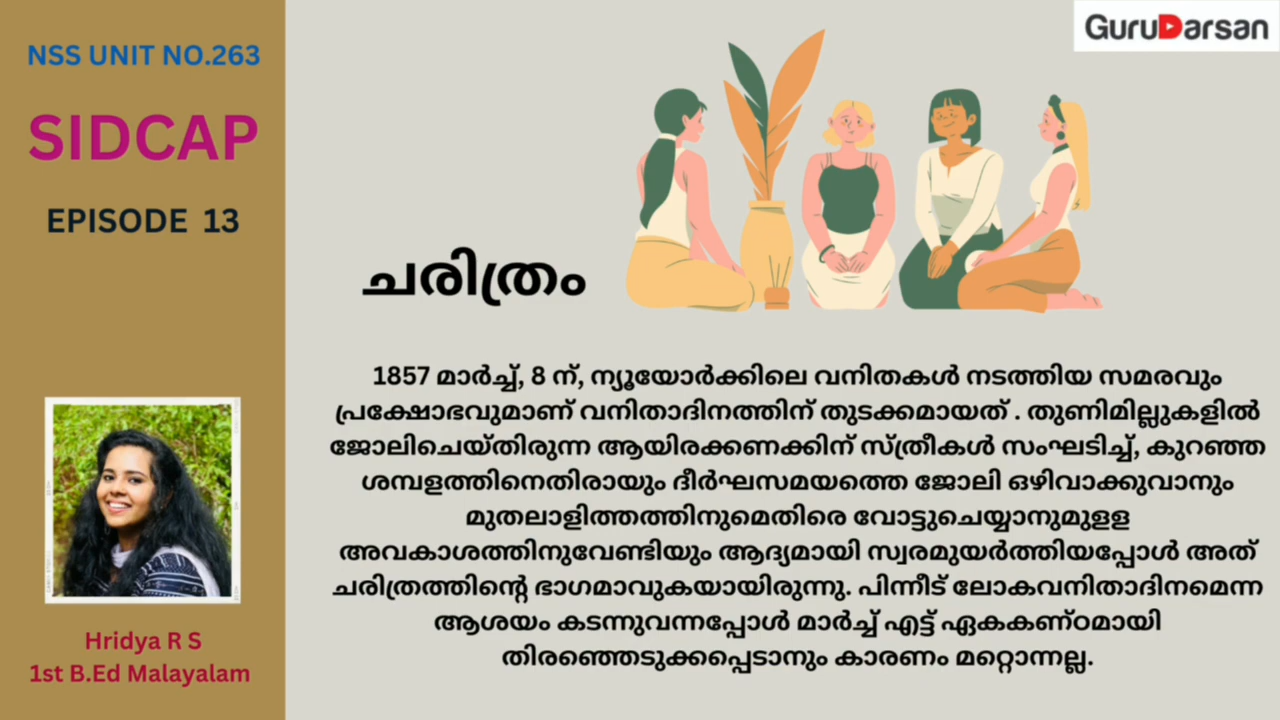 NSS UNIT NO.263
SIDCAP
EPISODE 13
Hridya R S
1st B.Ed Malayalam
GuruDarsan
ചരിത്രം
1857 മാർച്ച്, 8 ന്, ന്യൂയോർക്കിലെ വനിതകൾ നടത്തിയ സമരവും
പ്രക്ഷോഭവുമാണ് വനിതാദിനത്തിന് തുടക്കമായത് . തുണിമില്ലുകളിൽ
ജോലിചെയ്തിരുന്ന ആയിരക്കണക്കിന് സ്ത്രീകൾ സംഘടിച്ച്, കുറഞ്ഞ
ശമ്പളത്തിനെതിരായും ദീർഘസമയത്തെ ജോലി ഒഴിവാക്കുവാനും
മുതലാളിത്തത്തിനുമെതിരെ വോട്ടുചെയ്യാനുമുളള
അവകാശത്തിനുവേണ്ടിയും ആദ്യമായി സ്വരമുയർത്തിയപ്പോൾ അത്
ചരിത്രത്തിന്റെ ഭാഗമാവുകയായിരുന്നു. പിന്നീട് ലോകവനിതാദിനമെന്ന
ആശയം കടന്നുവന്നപ്പോൾ മാർച്ച് എട്ട് ഏകകണ്ഠമായി
തിരഞ്ഞെടുക്കപ്പെടാനും കാരണം മറ്റൊന്നല്ല.